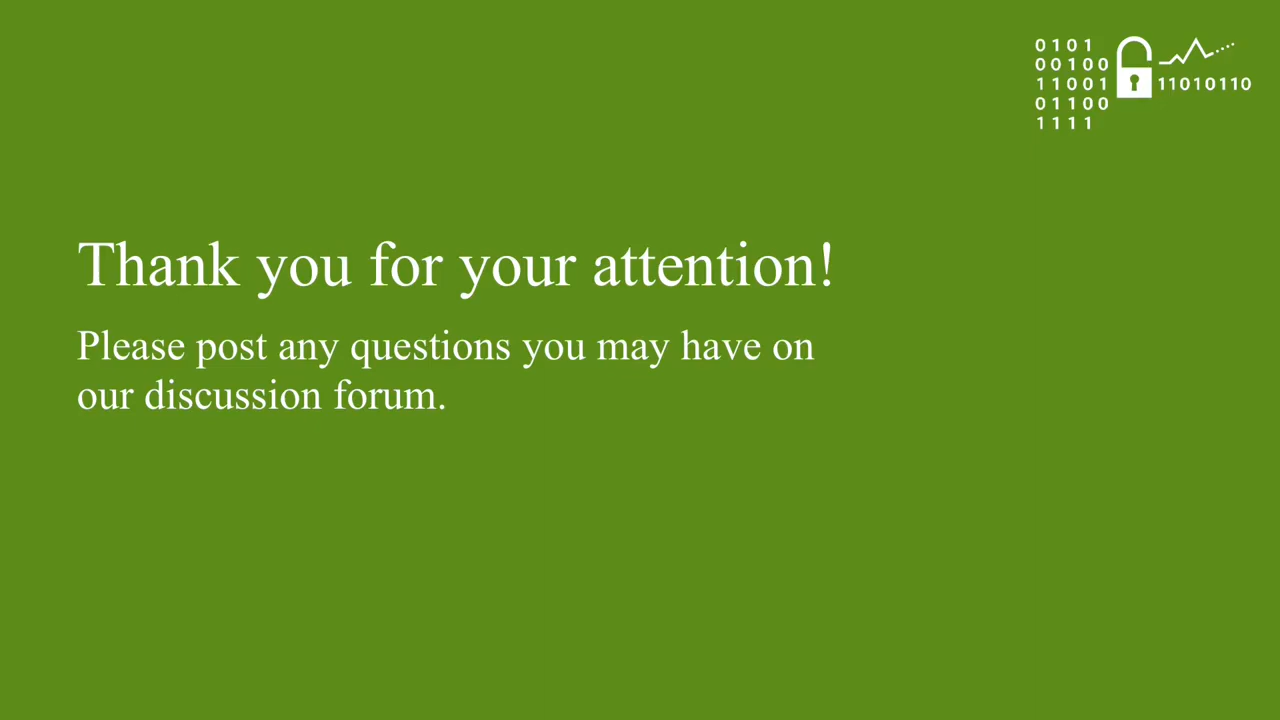 0101
00100
11001
01100
1111
11010110
Thank you for your attention!
Please post any questions you may have on
our discussion forum.